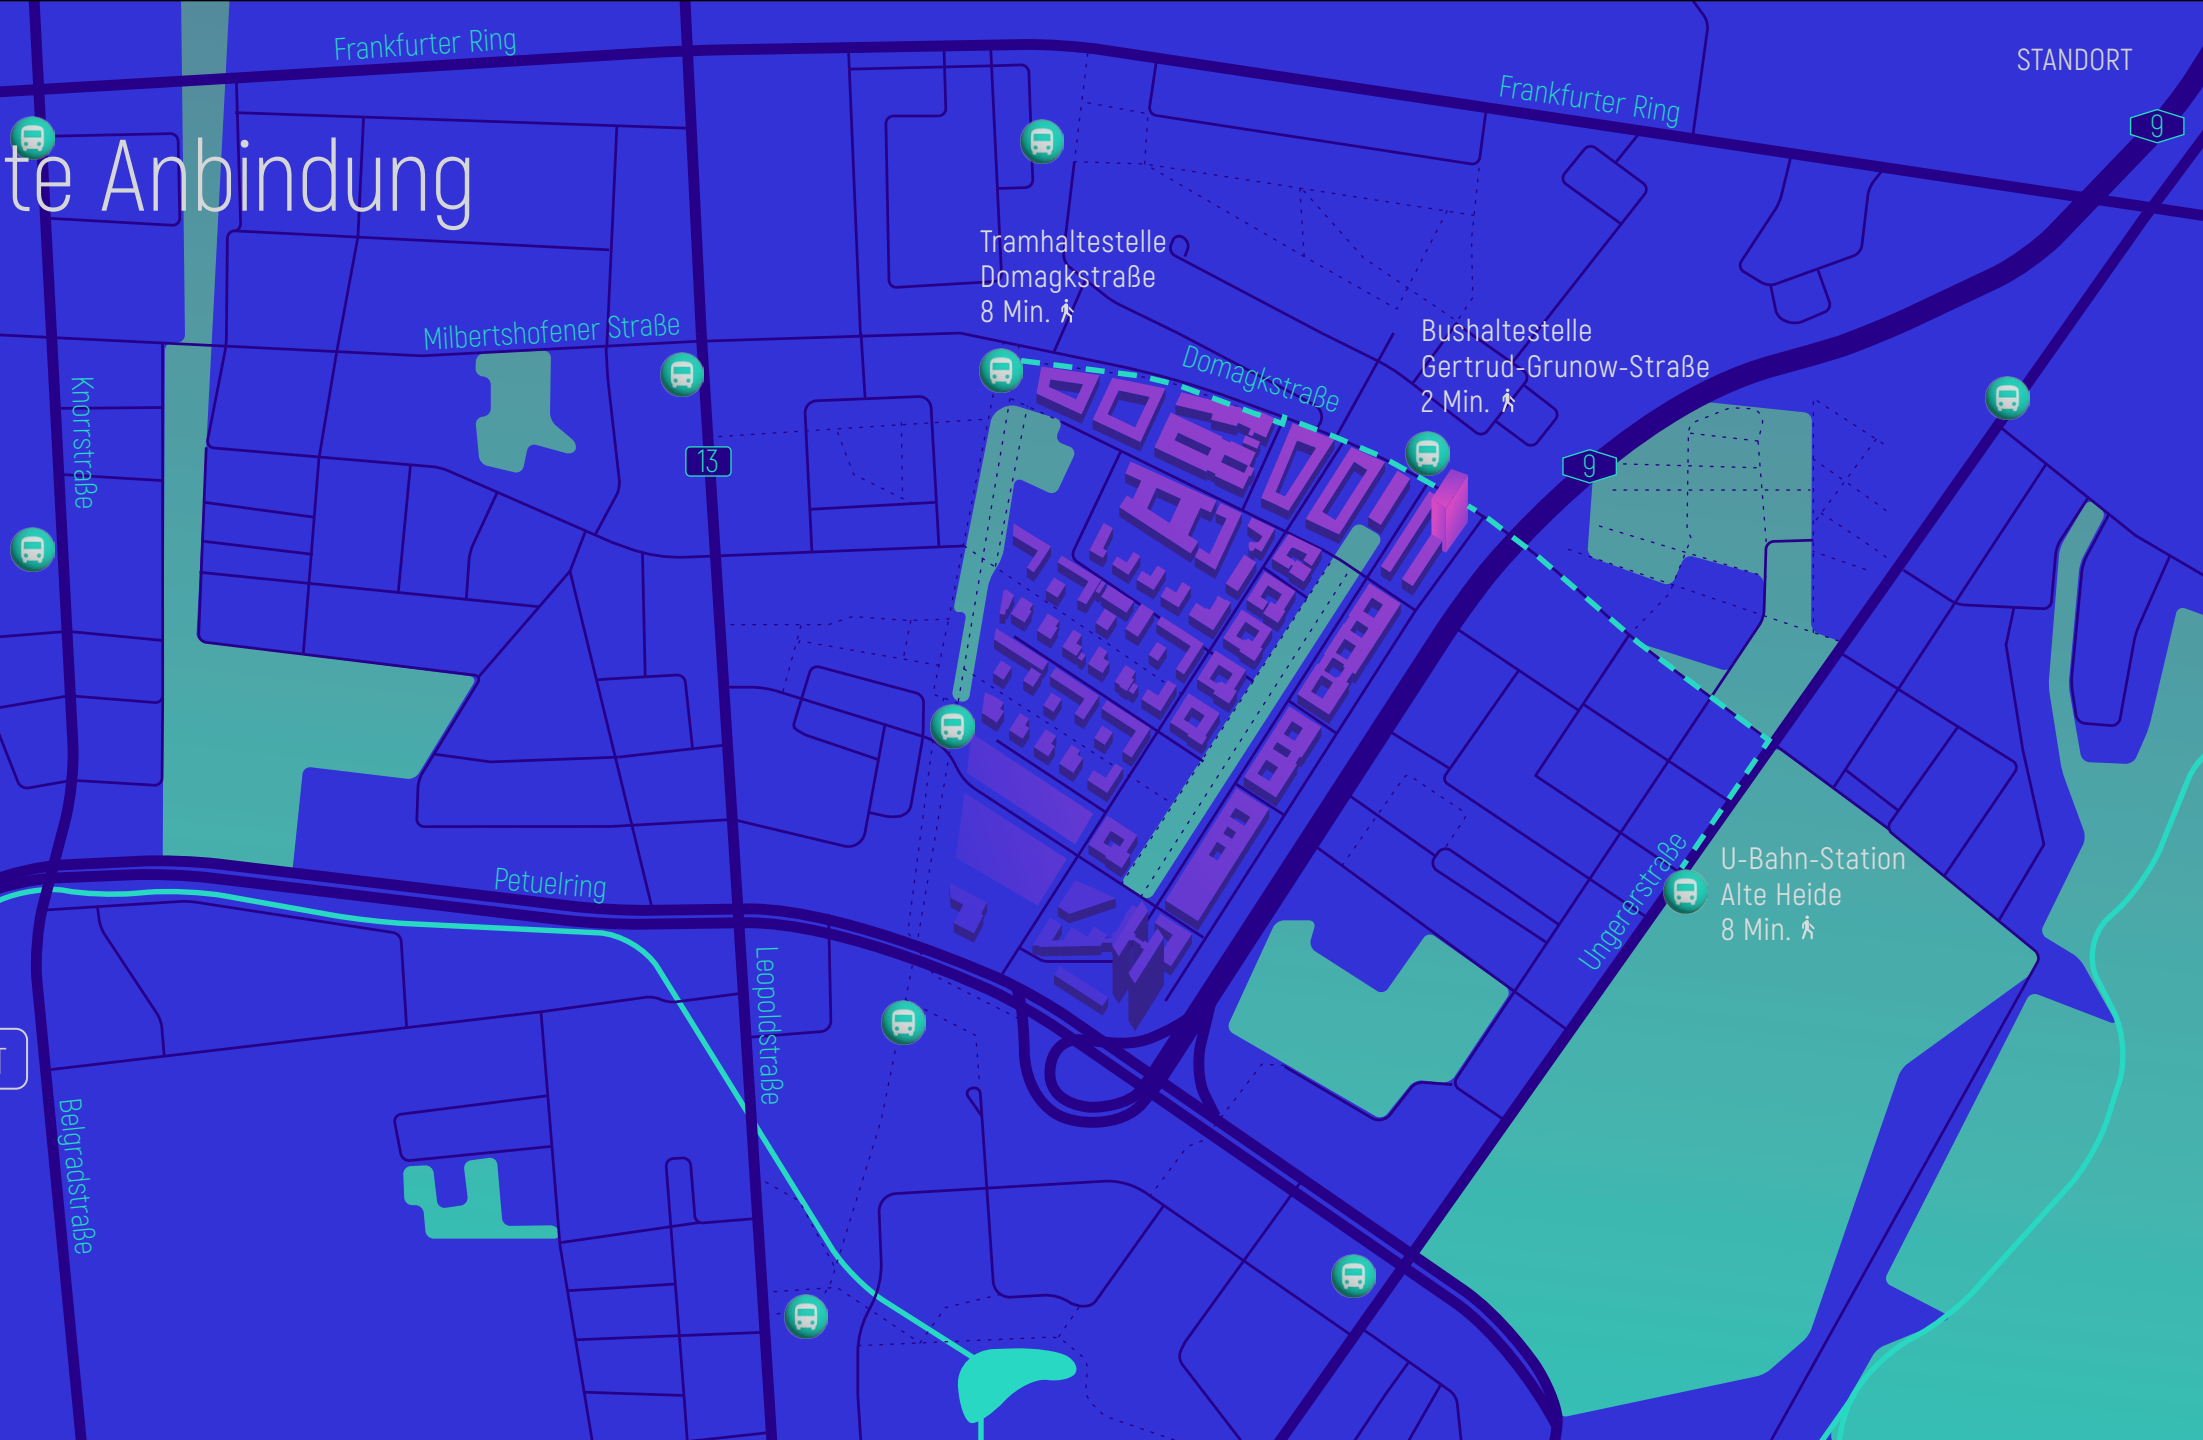 STANDORT
Frankfurter Ring
Frankfurter Ring
9
te Anbindung
Tramhaltestelle
Domagkstraße
8 Min.
Milbertshofener Straße
Domagkstraße
Bushaltestelle
Gertrud-Grunow-Straße
2 Min.
Knorrstraße
13
9
U-Bahn-Station
Alte Heide
8 Min.
Ungererstraße
Petuelring
Leopoldstraße
T
Belgradstraße